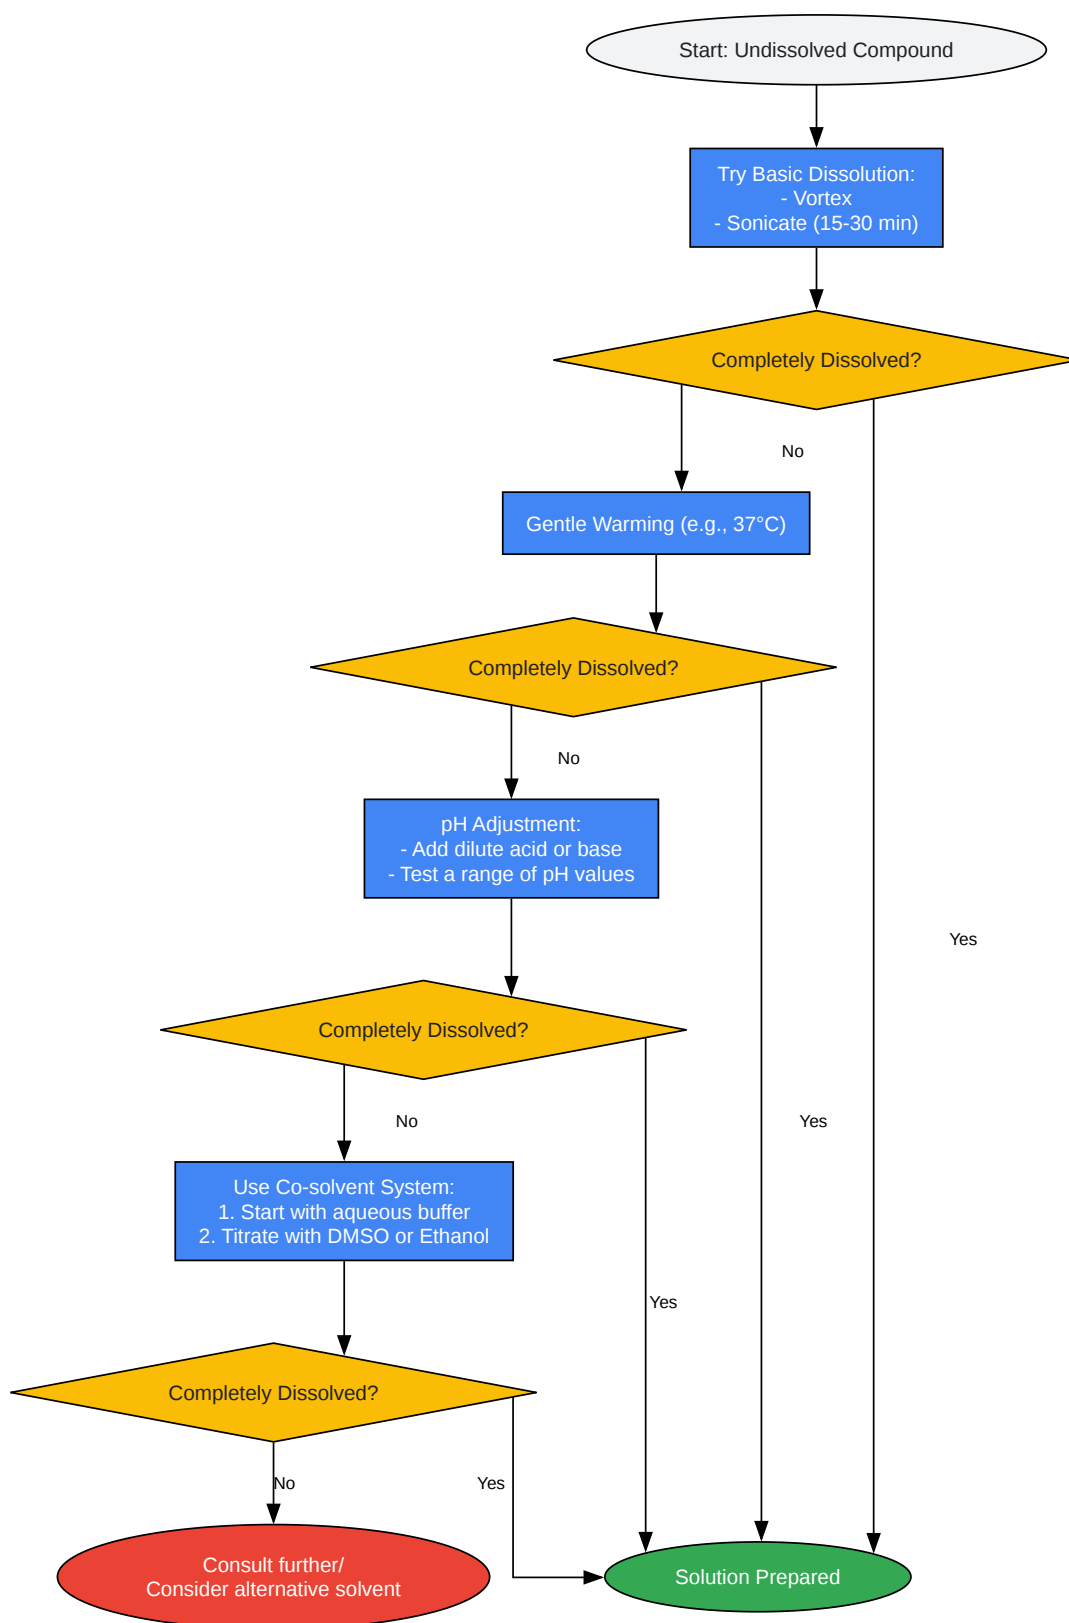 Start: Undissolved Compound
Try Basic Dissolution:
- Vortex
- Sonicate (15-30 min)
Completely Dissolved?
No
Gentle Warming (e.g., 37°C)
Completely Dissolved?
No
pH Adjustment:
- Add dilute acid or base
- Test a range of pH values
Yes
Completely Dissolved?
No
Yes
Use Co-solvent System:
1. Start with aqueous buffer
2. Titrate with DMSO or Ethanol
Yes
Completely Dissolved?
No
Yes
Consult further/
Consider alternative solvent
Solution Prepared